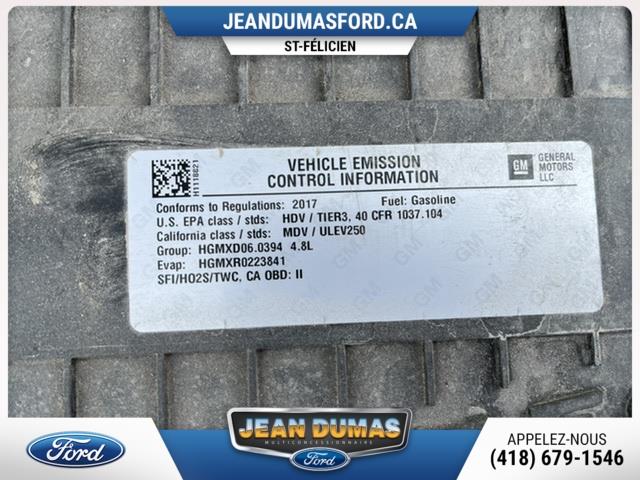 JEANDUMASFORD.CA
ST-FÉLICIEN
H118621
VEHICLE EMISSION
CONTROL INFORMATION
GM
GENERAL
MOTORS
LLC
Conforms to Regulations: 2017 Fuel: Gasoline
U.S. EPA class / stds: HDV / TIER3, 40 CFR 1037.104
California class / stds: MDV / ULEV250
Group: HGMXD06.0394 4.8L
Evap: HGMXR0223841
SFI/HO2S/TWC, CA OBD: II
Ford
JEAN DUMAS
MULTICONCESSIONNAIRE
Ford
APPELEZ-NOUS
(418) 679-1546